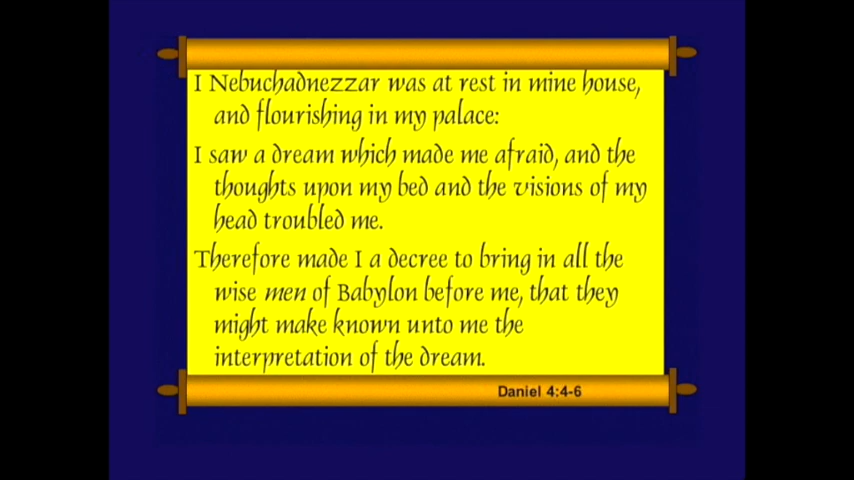 I Nebuchadnezzar was at rest in mine house,
and flourishing in my palace:
I saw a dream which made me afraid, and the
thoughts upon my bed and the visions of my
head troubled me.
Therefore made I a decree to bring in all the
wise men of Babylon before me, that they
might make known unto me the
interpretation of the dream.
Daniel 4:4-6